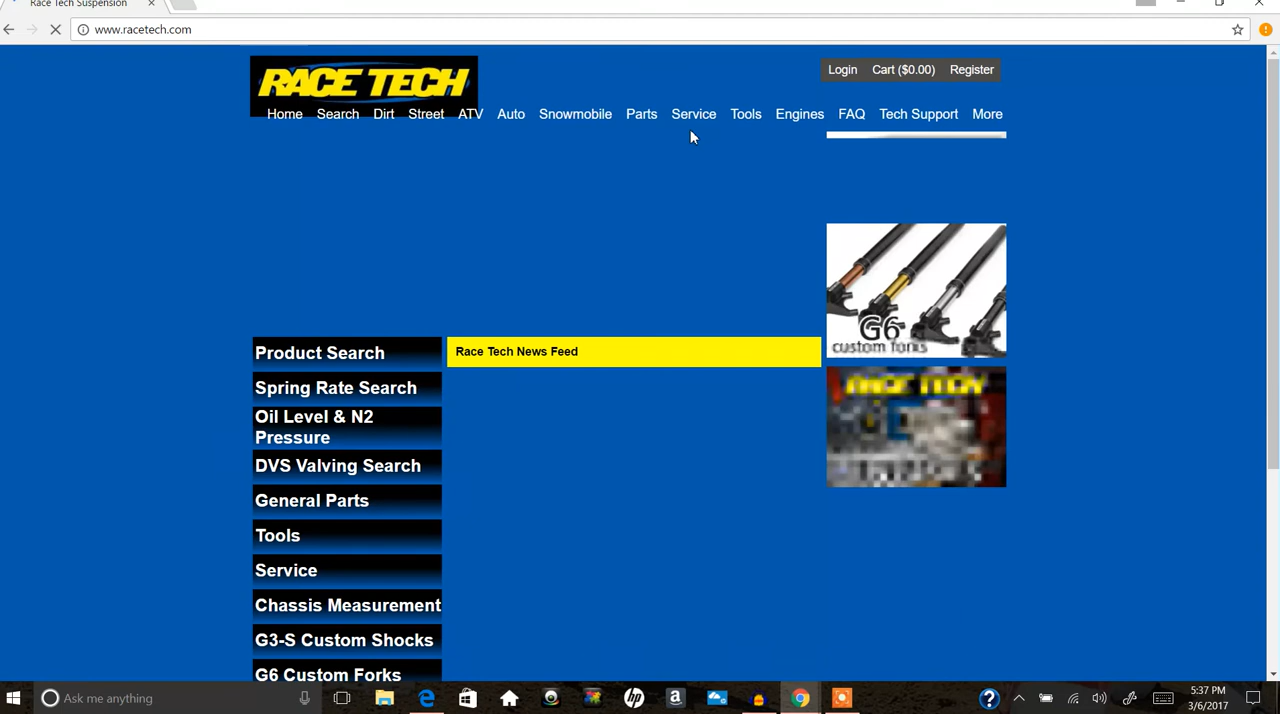 Race Tech Suspension
www.racetech.com
RACE TECH
Login Cart ($0.00) Register
Home Search Dirt Street ATV Auto Snowmobile Parts Service Tools Engines FAQ Tech Support More
G6
custom forks
RACE TECH
Product Search
Spring Rate Search
Oil Level & N2
Pressure
DVS Valving Search
General Parts
Tools
Service
Chassis Measurement
G3-S Custom Shocks
G6 Custom Forks
Race Tech News Feed
Ask me anything
5:37 PM
3/6/2017